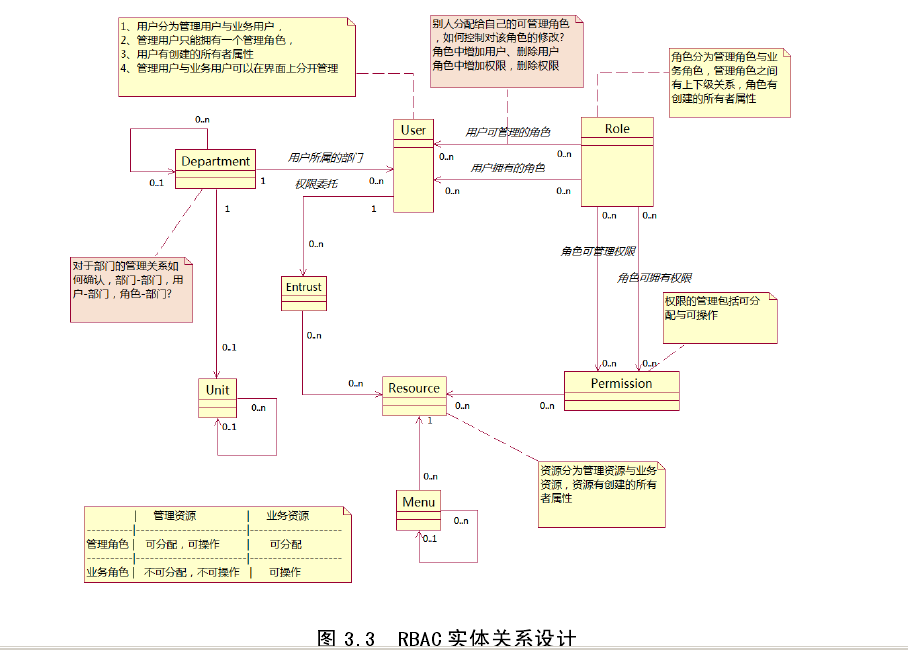 1、用户分为管理用户与业务用户，
2、管理用户只能拥有一个管理角色，
3、用户有创建的所有者属性
4、管理用户与业务用户可以在界面上分开管理
别人分配给自己的可管理角色
，如何控制对该角色的修改？
角色中增加用户、删除用户
角色中增加权限，删除权限
角色分为管理角色与业
务角色，管理角色之间
有上下级关系，角色有
创建的所有者属性
0..n
Department
0..1
1
用户所属的部门
0..n
User
用户可管理的角色
0..n
0..n
用户拥有的角色
0..n
0..n
Role
权限委托
1
1
0..n
0..n
0..n
角色可管理权限
角色可拥有权限
对于部门的管理关系如
何确认，部门-部门，用
户-部门，角色-部门？
Entrust
0..n
权限的管理包括可分
配与可操作
0..1
0..n
0..n
0..n
Unit
0..n
0..1
Resource
0..n
0..n
Permission
1
资源分为管理资源与业务
资源，资源有创建的所有
者属性
0..n
Menu
0..n
0..1
| 管理资源 | 业务资源
管理角色 | 可分配，可操作 | 可分配
业务角色 | 不可分配，不可操作 | 可操作
图 3.3 RBAC 实体关系设计